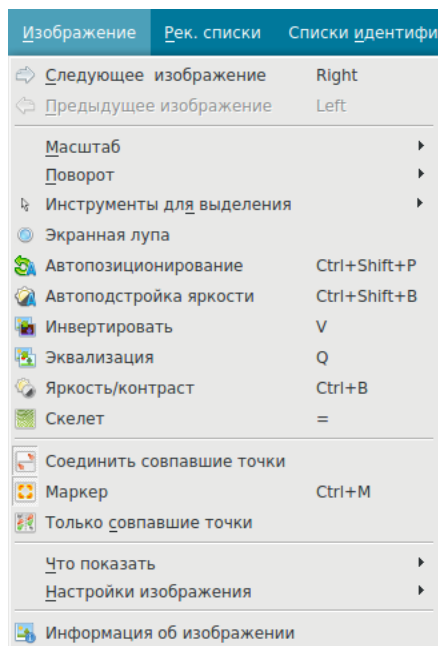 Изображение Рек. списки Списки идентифи
Следующее изображение Right
Предыдущее изображение Left
Масштаб
Поворот
Инструменты для выделения
Экранная лупа
Автопозиционирование Ctrl+Shift+P
Автоподстройка яркости Ctrl+Shift+B
Инвертировать V
Эквализация Q
Яркость/контраст Ctrl+B
Скелет =
Соединить совпавшие точки
Маркер Ctrl+M
Только совпавшие точки
Что показать
Настройки изображения
Информация об изображении